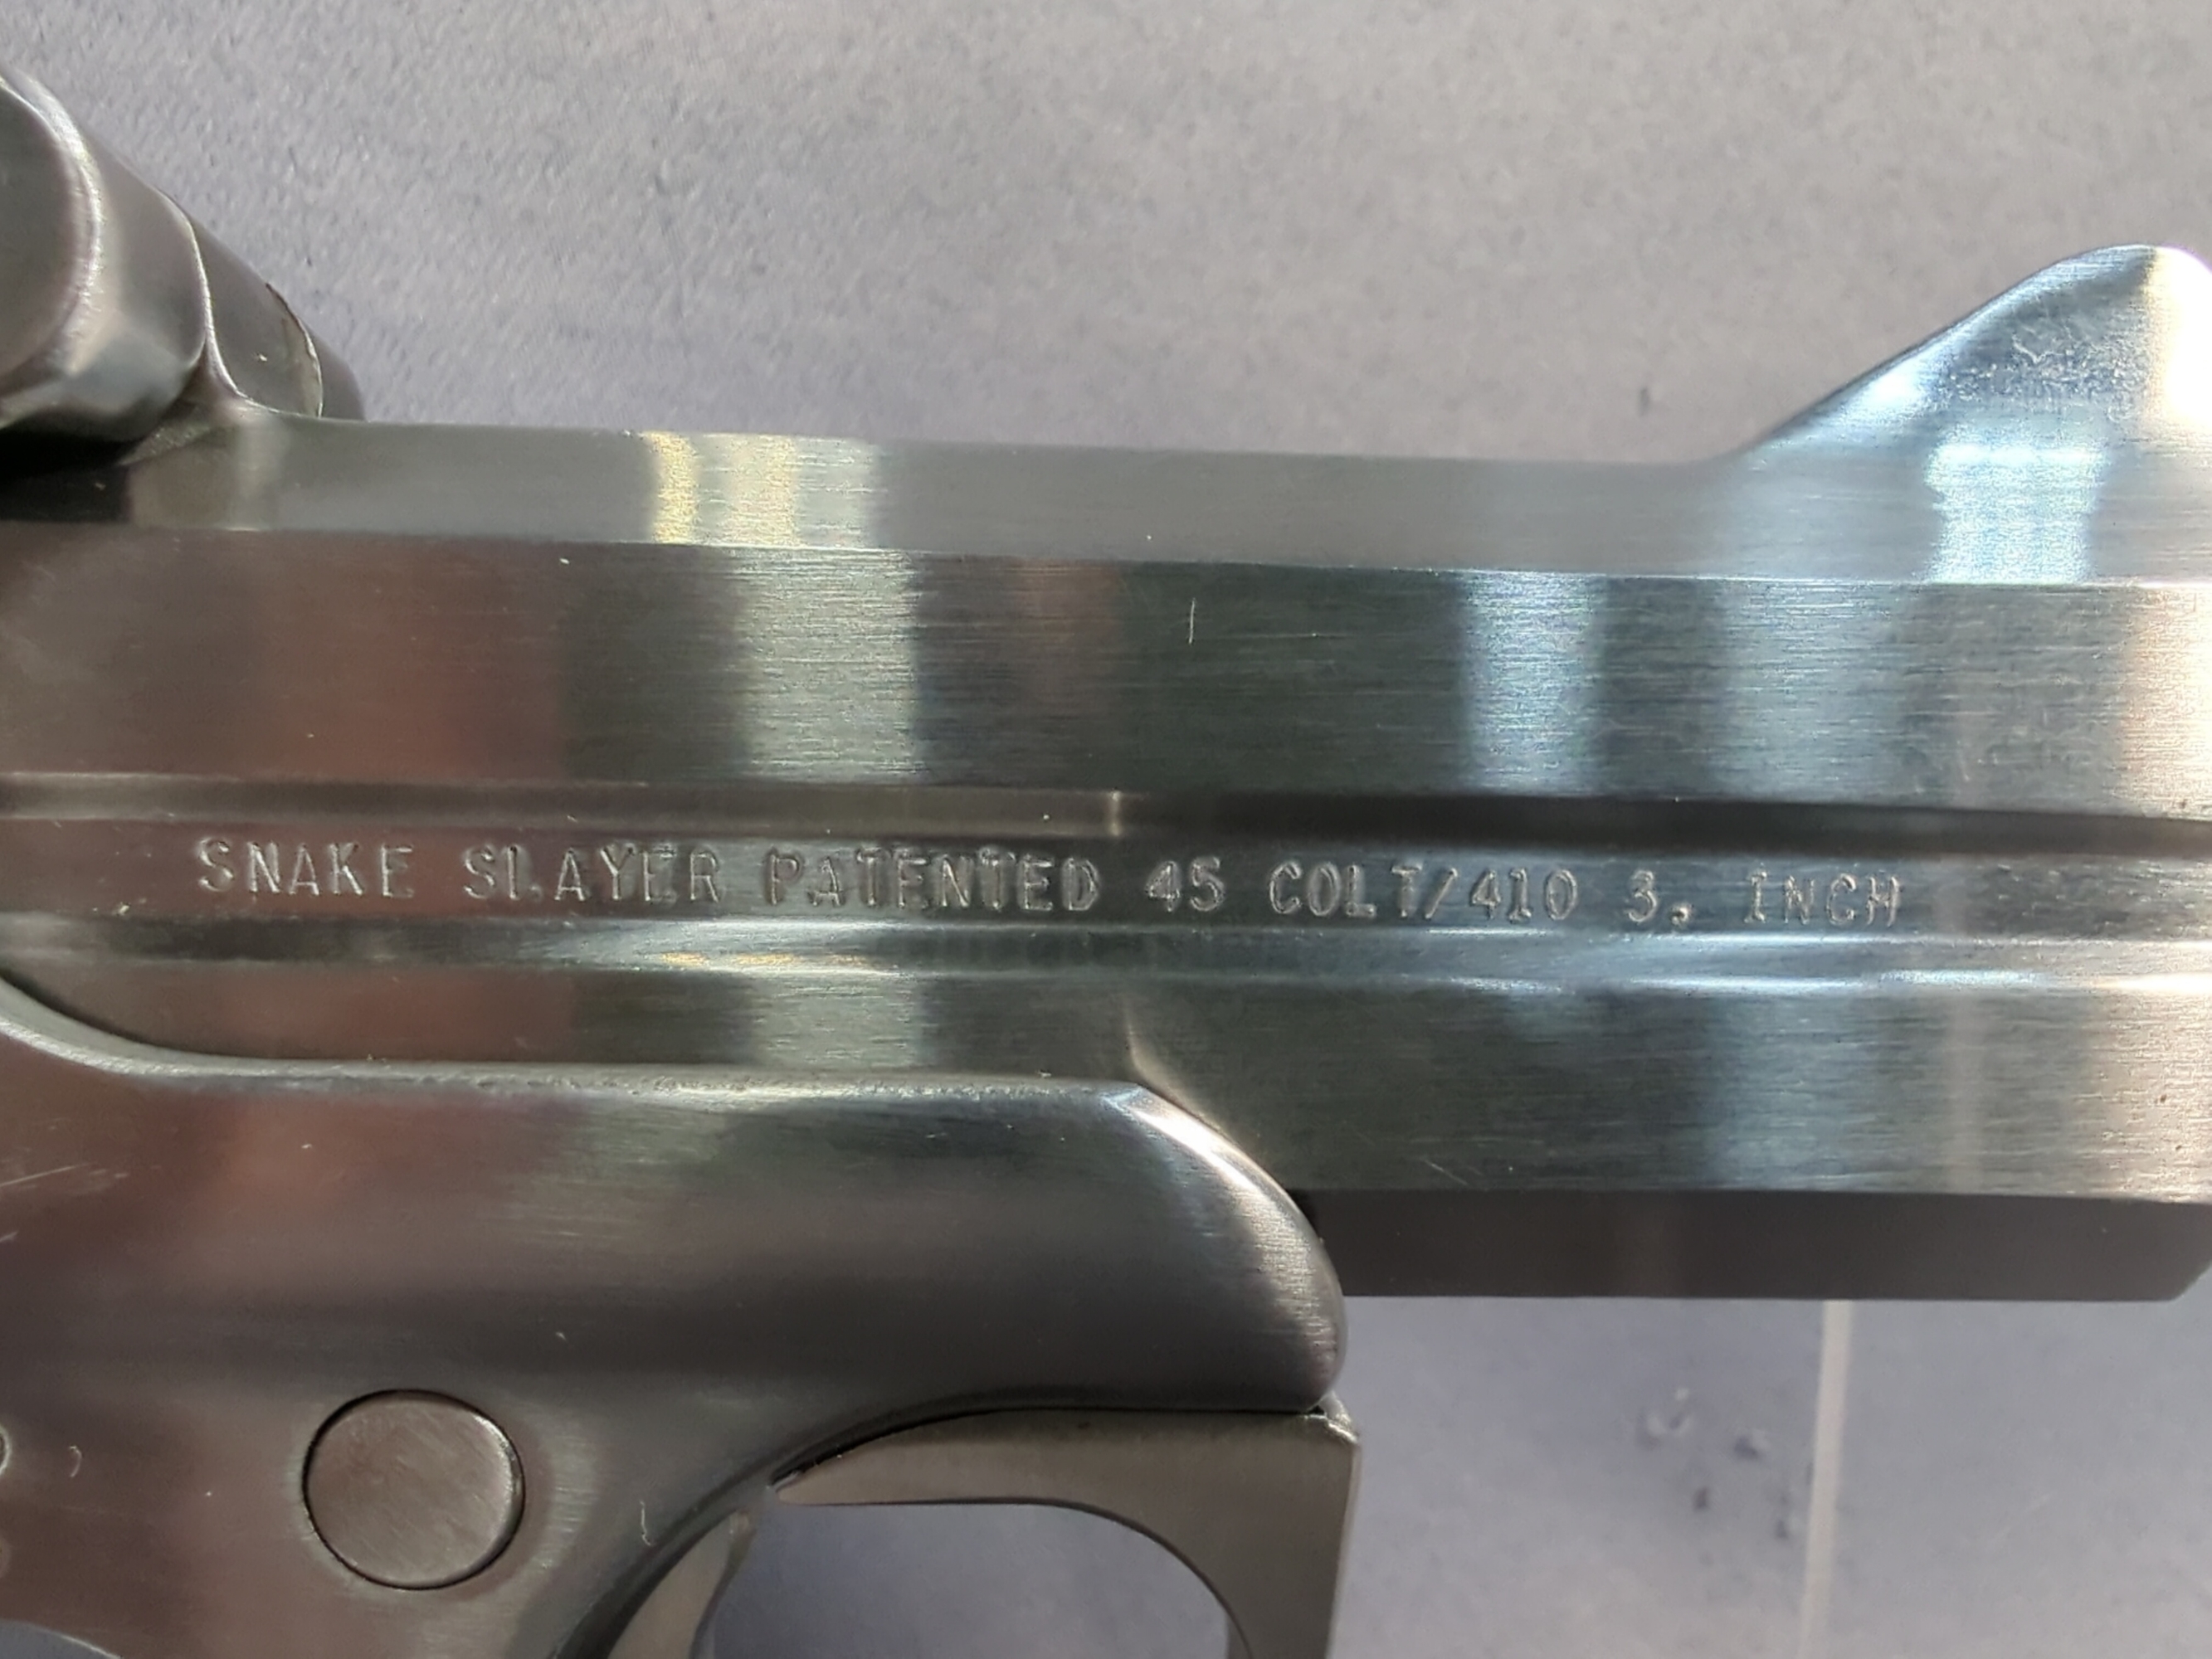 SNAKE SLAYER PATENTED 45 COLT/410 3. INCH